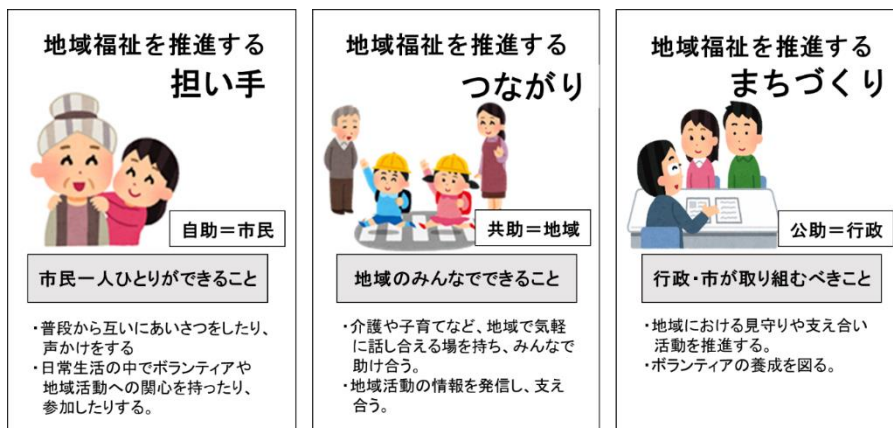 地域福祉を推進する
担い手
自助＝市民
市民一人ひとりができること
・普段から互いにあいさつをしたり、
声かけをする
・日常生活の中でボランティアや
地域活動への関心を持ったり、
参加したりする。
地域福祉を推進する
つながり
共助＝地域
地域のみんなでできること
・介護や子育てなど、地域で気軽
に話し合える場を持ち、みんなで
助け合う。
・地域活動の情報を発信し、支え
合う。
地域福祉を推進する
まちづくり
公助＝行政
行政・市が取り組むべきこと
・地域における見守りや支え合い
活動を推進する。
・ボランティアの養成を図る。